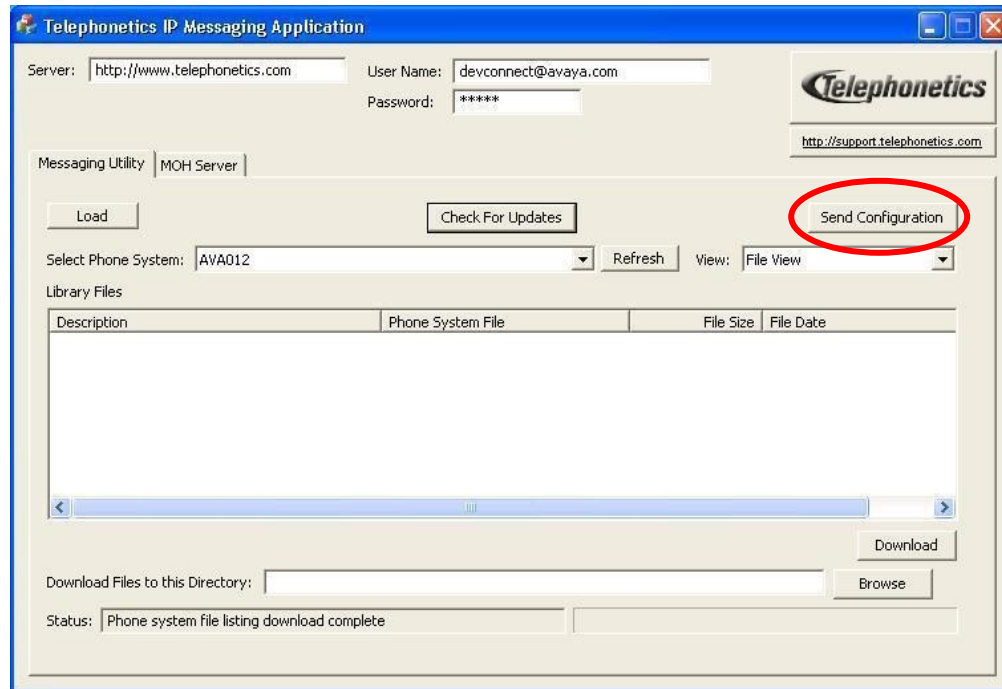 Telephonetics IP Messaging Application
Server: http://www.telephonetics.com User Name: devconnect@avaya.com
Password: *****
Telephonetics
http://support.telephonetics.com
Messaging Utility MOH Server
Load Check For Updates Send Configuration
Select Phone System: AVA012 Refresh View: File View
Library Files
Description Phone System File File Size File Date
Download
Download Files to this Directory: Browse
Status: Phone system file listing download complete